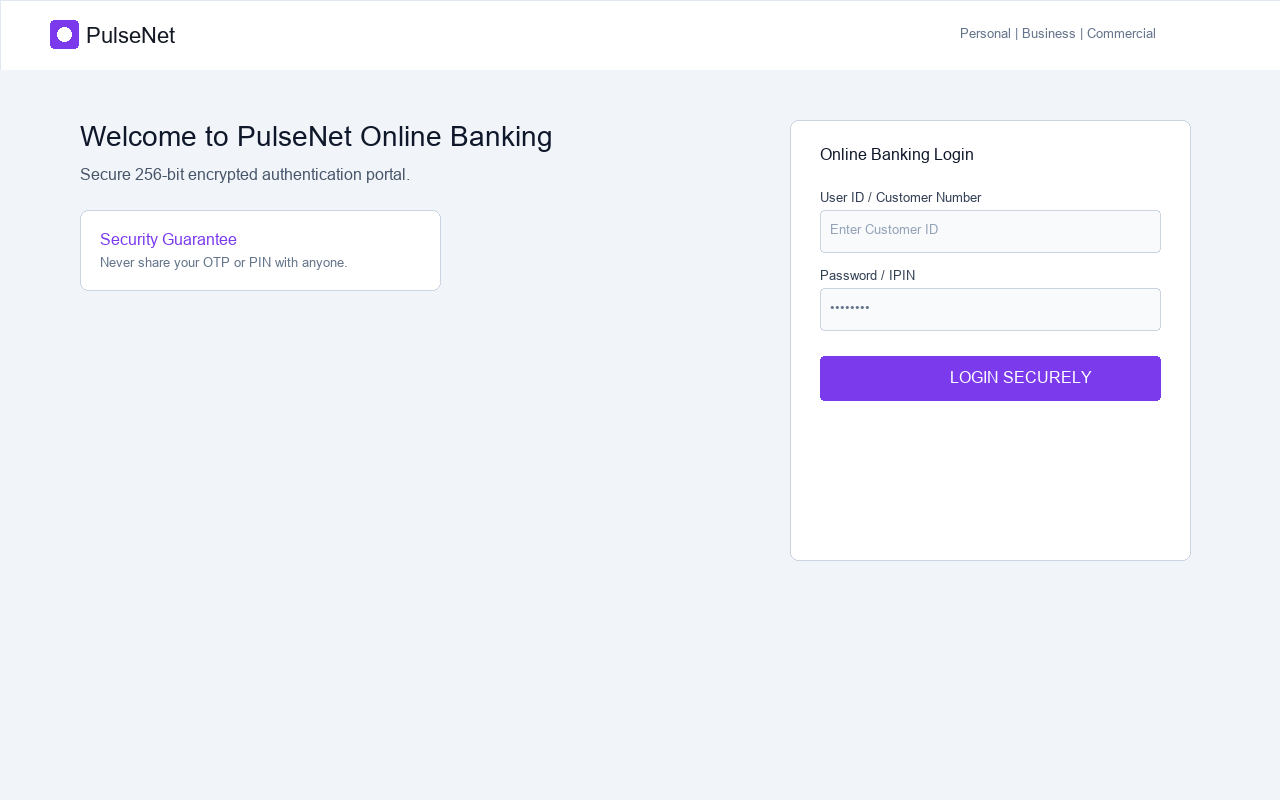 PulseNet
Personal | Business | Commercial
Welcome to PulseNet Online Banking
Secure 256-bit encrypted authentication portal.
Security Guarantee
Never share your OTP or PIN with anyone.
Online Banking Login
User ID / Customer Number
Enter Customer ID
Password / IPIN
••••••••
LOGIN SECURELY